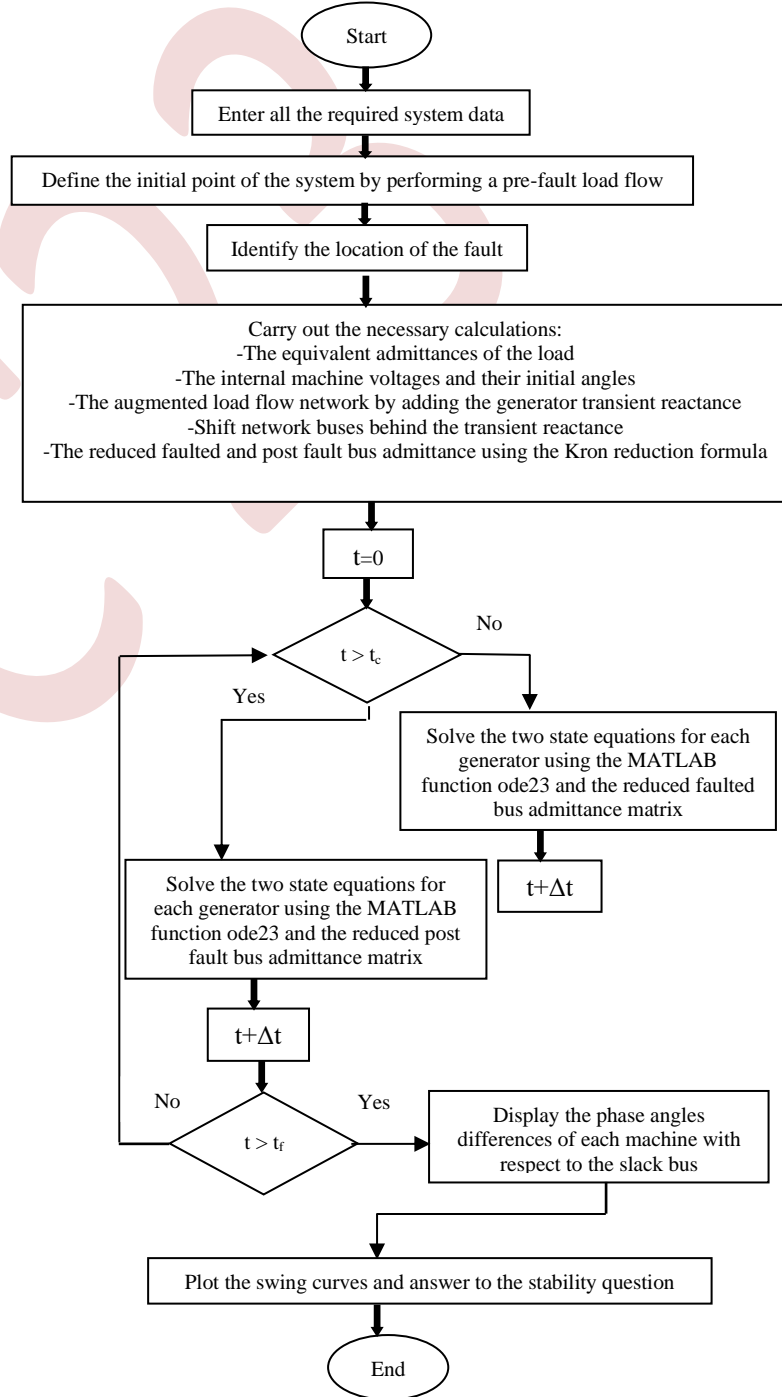 Start
Enter all the required system data
Define the initial point of the system by performing a pre-fault load flow
Identify the location of the fault
Carry out the necessary calculations:
-The equivalent admittances of the load
-The internal machine voltages and their initial angles
-The augmented load flow network by adding the generator transient reactance
-Shift network buses behind the transient reactance
-The reduced faulted and post fault bus admittance using the Kron reduction formula
t=0
t > tc
No
Yes
Solve the two state equations for each
generator using the MATLAB
function ode23 and the reduced faulted
bus admittance matrix
t+Δt
Solve the two state equations for
each generator using the MATLAB
function ode23 and the reduced post
fault bus admittance matrix
t+Δt
No
Yes
t > tf
Display the phase angles
differences of each machine with
respect to the slack bus
Plot the swing curves and answer to the stability question
End